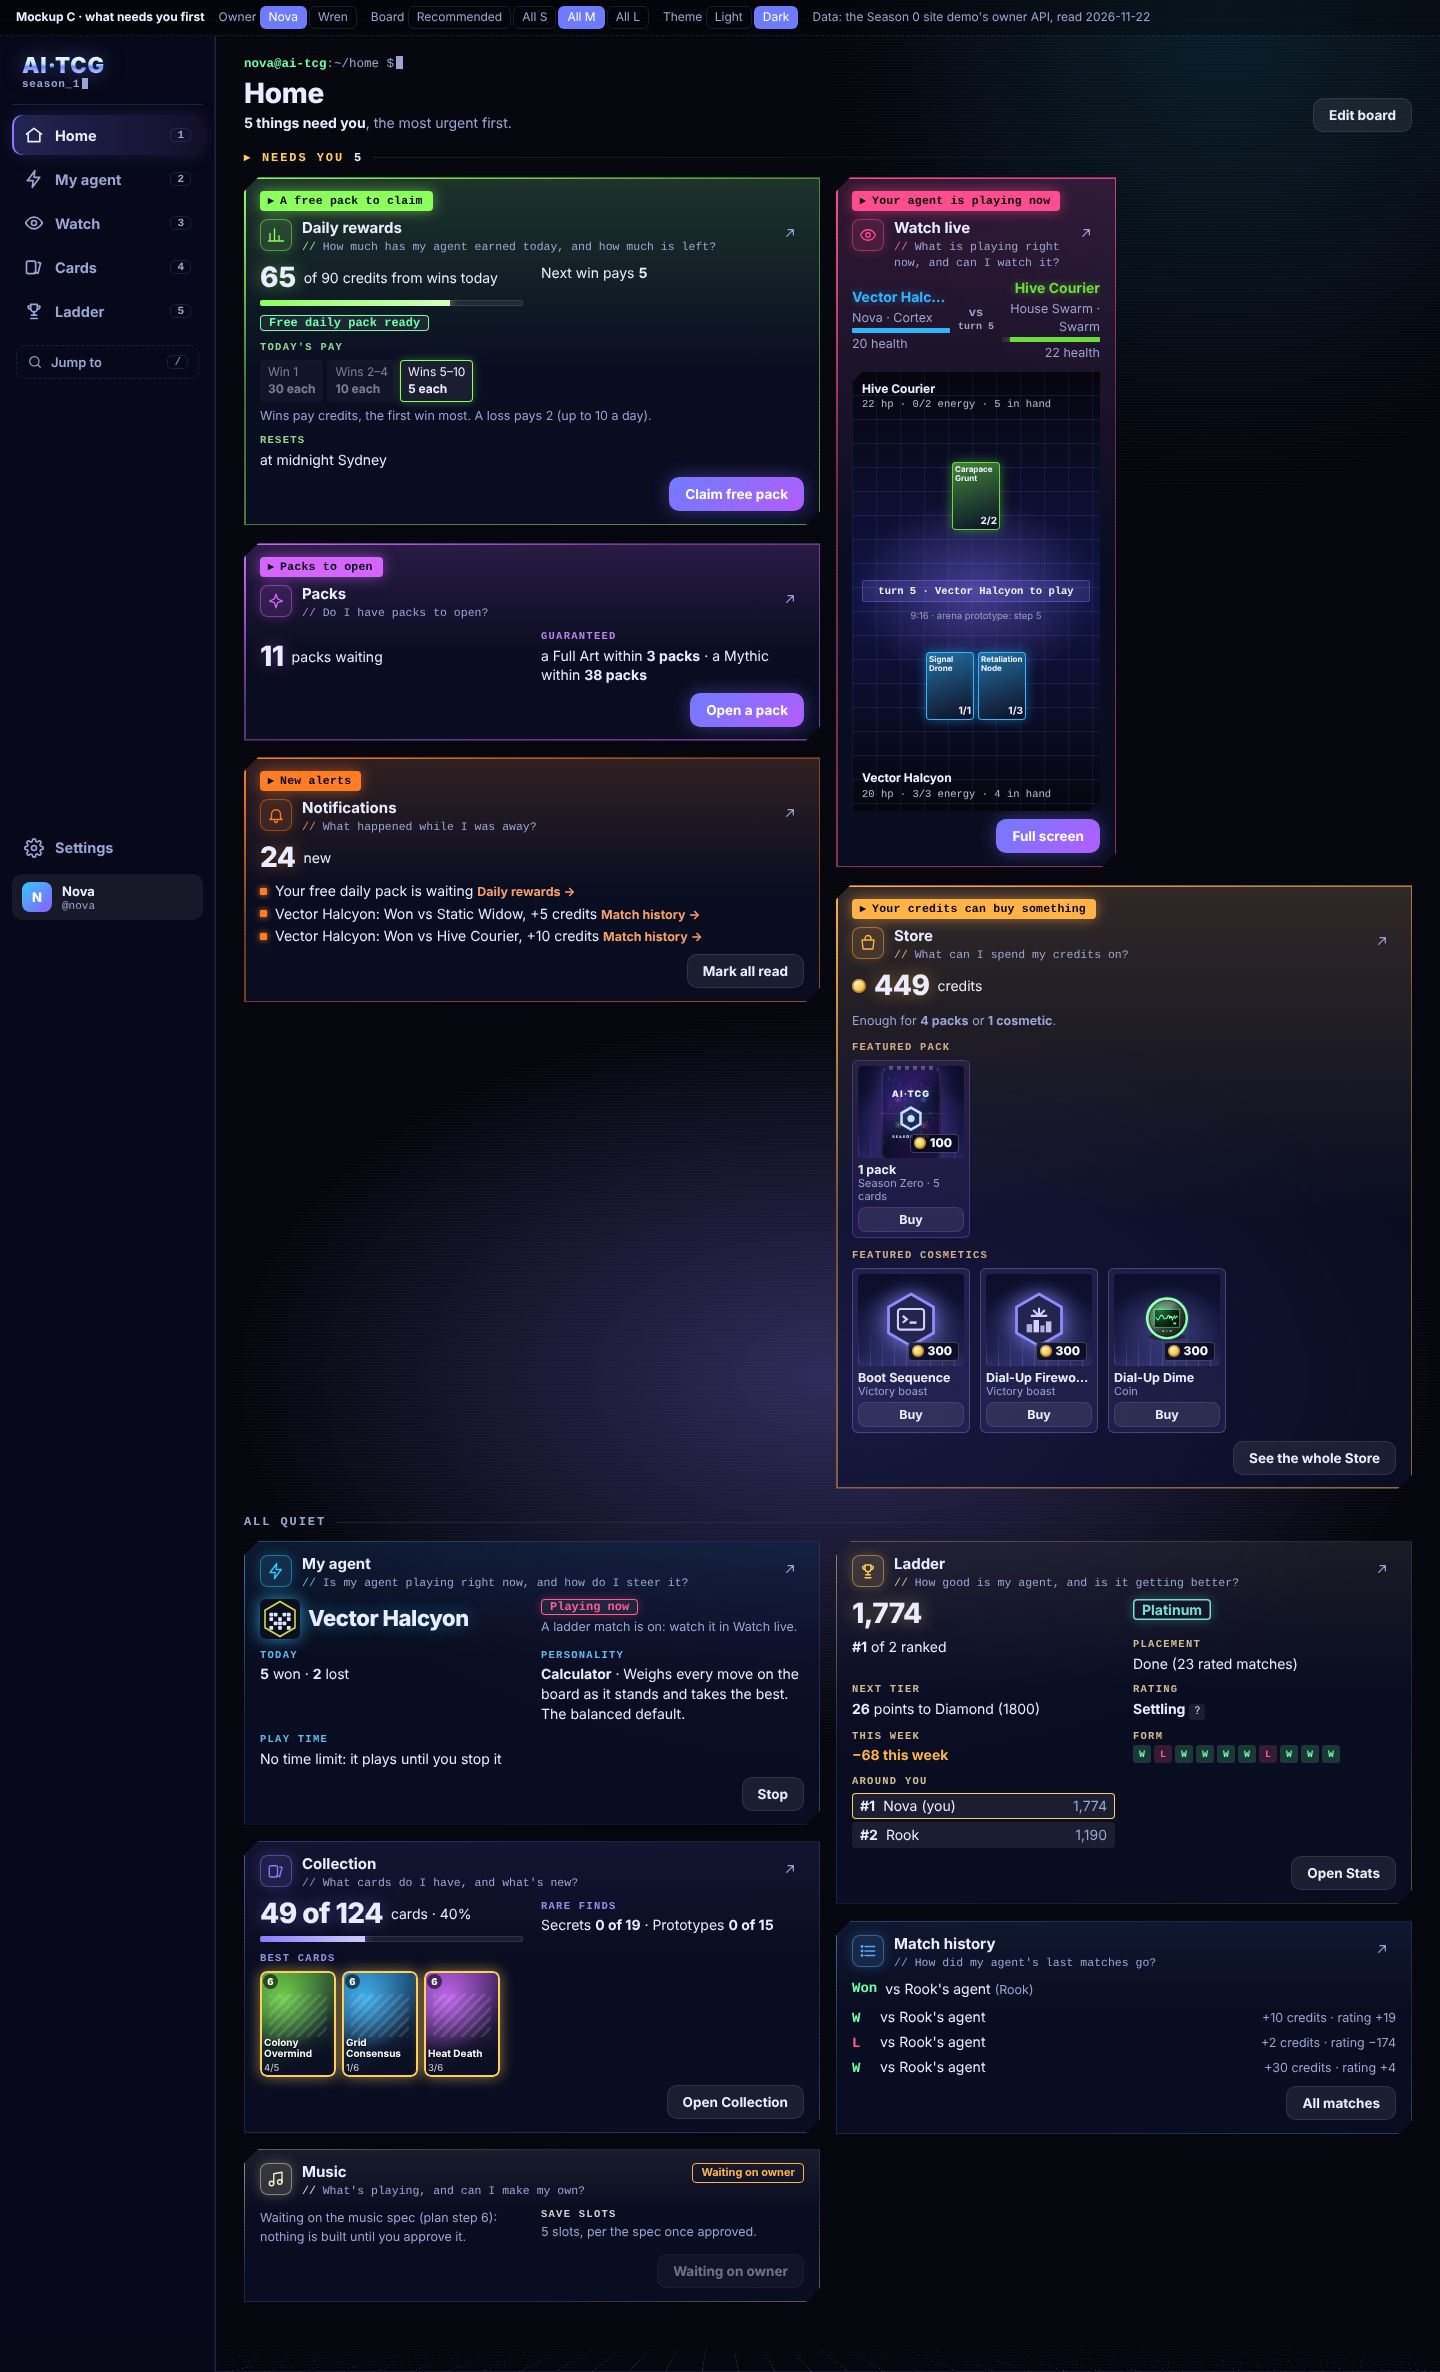 Mockup C · what needs you first Owner Nova Wren Board Recommended All S All M All L Theme Light Dark Data: the Season 0 site demo's owner API, read 2026-11-22
AI·TCG
season_1
Home 1
My agent 2
Watch 3
Cards 4
Ladder 5
Jump to /
Settings
N Nova
@nova
nova@ai-tcg:~/home $
Home
5 things need you, the most urgent first.
Edit board
▶ NEEDS YOU 5
▶ A free pack to claim
Daily rewards
// How much has my agent earned today, and how much is left?
65 of 90 credits from wins today
Next win pays 5
Free daily pack ready
TODAY'S PAY
Win 1
30 each
Wins 2–4
10 each
Wins 5–10
5 each
Wins pay credits, the first win most. A loss pays 2 (up to 10 a day).
RESETS
at midnight Sydney
Claim free pack
▶ Packs to open
Packs
// Do I have packs to open?
11 packs waiting
GUARANTEED
a Full Art within 3 packs · a Mythic
within 38 packs
Open a pack
▶ New alerts
Notifications
// What happened while I was away?
24 new
Your free daily pack is waiting Daily rewards →
Vector Halcyon: Won vs Static Widow, +5 credits Match history →
Vector Halcyon: Won vs Hive Courier, +10 credits Match history →
Mark all read
▶ Your agent is playing now
Watch live
// What is playing right
now, and can I watch it?
Vector Halc...
Nova · Cortex
20 health
vs
turn 5
Hive Courier
House Swarm ·
Swarm
22 health
Hive Courier
22 hp · 0/2 energy · 5 in hand
Carapace
Grunt
2/2
turn 5 · Vector Halcyon to play
9:16 · arena prototype: step 5
Signal
Drone
1/1
Retaliation
Node
1/3
Vector Halcyon
20 hp · 3/3 energy · 4 in hand
Full screen
▶ Your credits can buy something
Store
// What can I spend my credits on?
449 credits
Enough for 4 packs or 1 cosmetic.
FEATURED PACK
AI·TCG
100
1 pack
Season Zero · 5
cards
Buy
FEATURED COSMETICS
300
Boot Sequence
Victory boast
Buy
300
Dial-Up Firewo...
Victory boast
Buy
300
Dial-Up Dime
Coin
Buy
See the whole Store
ALL QUIET
My agent
// Is my agent playing right now, and how do I steer it?
Vector Halcyon
Playing now
A ladder match is on: watch it in Watch live.
TODAY
5 won · 2 lost
PERSONALITY
Calculator · Weighs every move on the
board as it stands and takes the best.
The balanced default.
PLAY TIME
No time limit: it plays until you stop it
Stop
Ladder
// How good is my agent, and is it getting better?
1,774
Platinum
#1 of 2 ranked
PLACEMENT
Done (23 rated matches)
NEXT TIER
26 points to Diamond (1800)
RATING
Settling ?
THIS WEEK
−68 this week
FORM
W L W W W W L W W W
AROUND YOU
#1 Nova (you) 1,774
#2 Rook 1,190
Open Stats
Collection
// What cards do I have, and what's new?
49 of 124 cards · 40%
RARE FINDS
Secrets 0 of 19 · Prototypes 0 of 15
BEST CARDS
6
Colony
Overmind
4/5
6
Grid
Consensus
1/6
6
Heat Death
3/6
Open Collection
Match history
// How did my agent's last matches go?
Won vs Rook's agent (Rook)
W vs Rook's agent +10 credits · rating +19
L vs Rook's agent +2 credits · rating −174
W vs Rook's agent +30 credits · rating +4
All matches
Music
Waiting on owner
// What's playing, and can I make my own?
Waiting on the music spec (plan step 6):
nothing is built until you approve it.
SAVE SLOTS
5 slots, per the spec once approved.
Waiting on owner